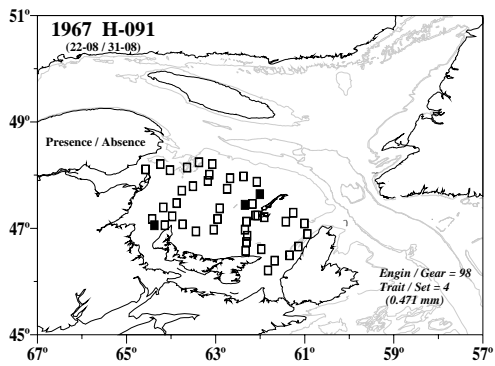 51º
1967 H-091
(22-08 / 31-08)
49º
Presence / Absence
47º
Engin / Gear = 98
Trait / Set = 4
(0.471 mm)
45º
67º 65º 63º 61º 59º 57º